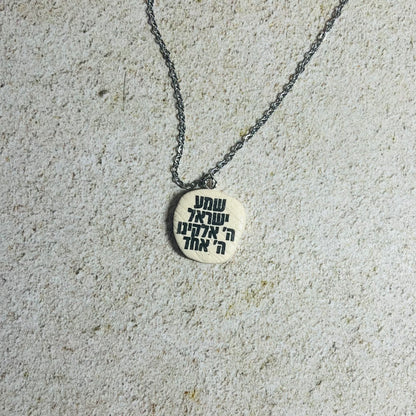 שמע
ישראל
ה' אלקינו
ה' אחד